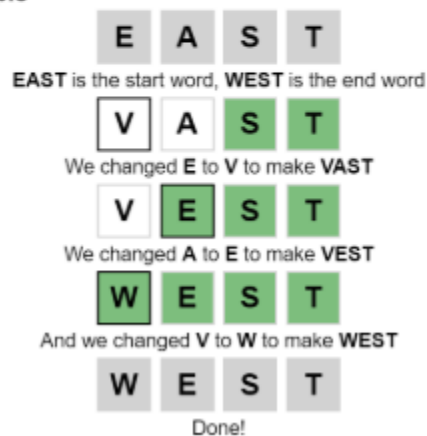 E A S T
EAST is the start word, WEST is the end word
V A S T
We changed E to V to make VAST
V E S T
We changed A to E to make VEST
W E S T
And we changed V to W to make WEST
W E S T
Done!